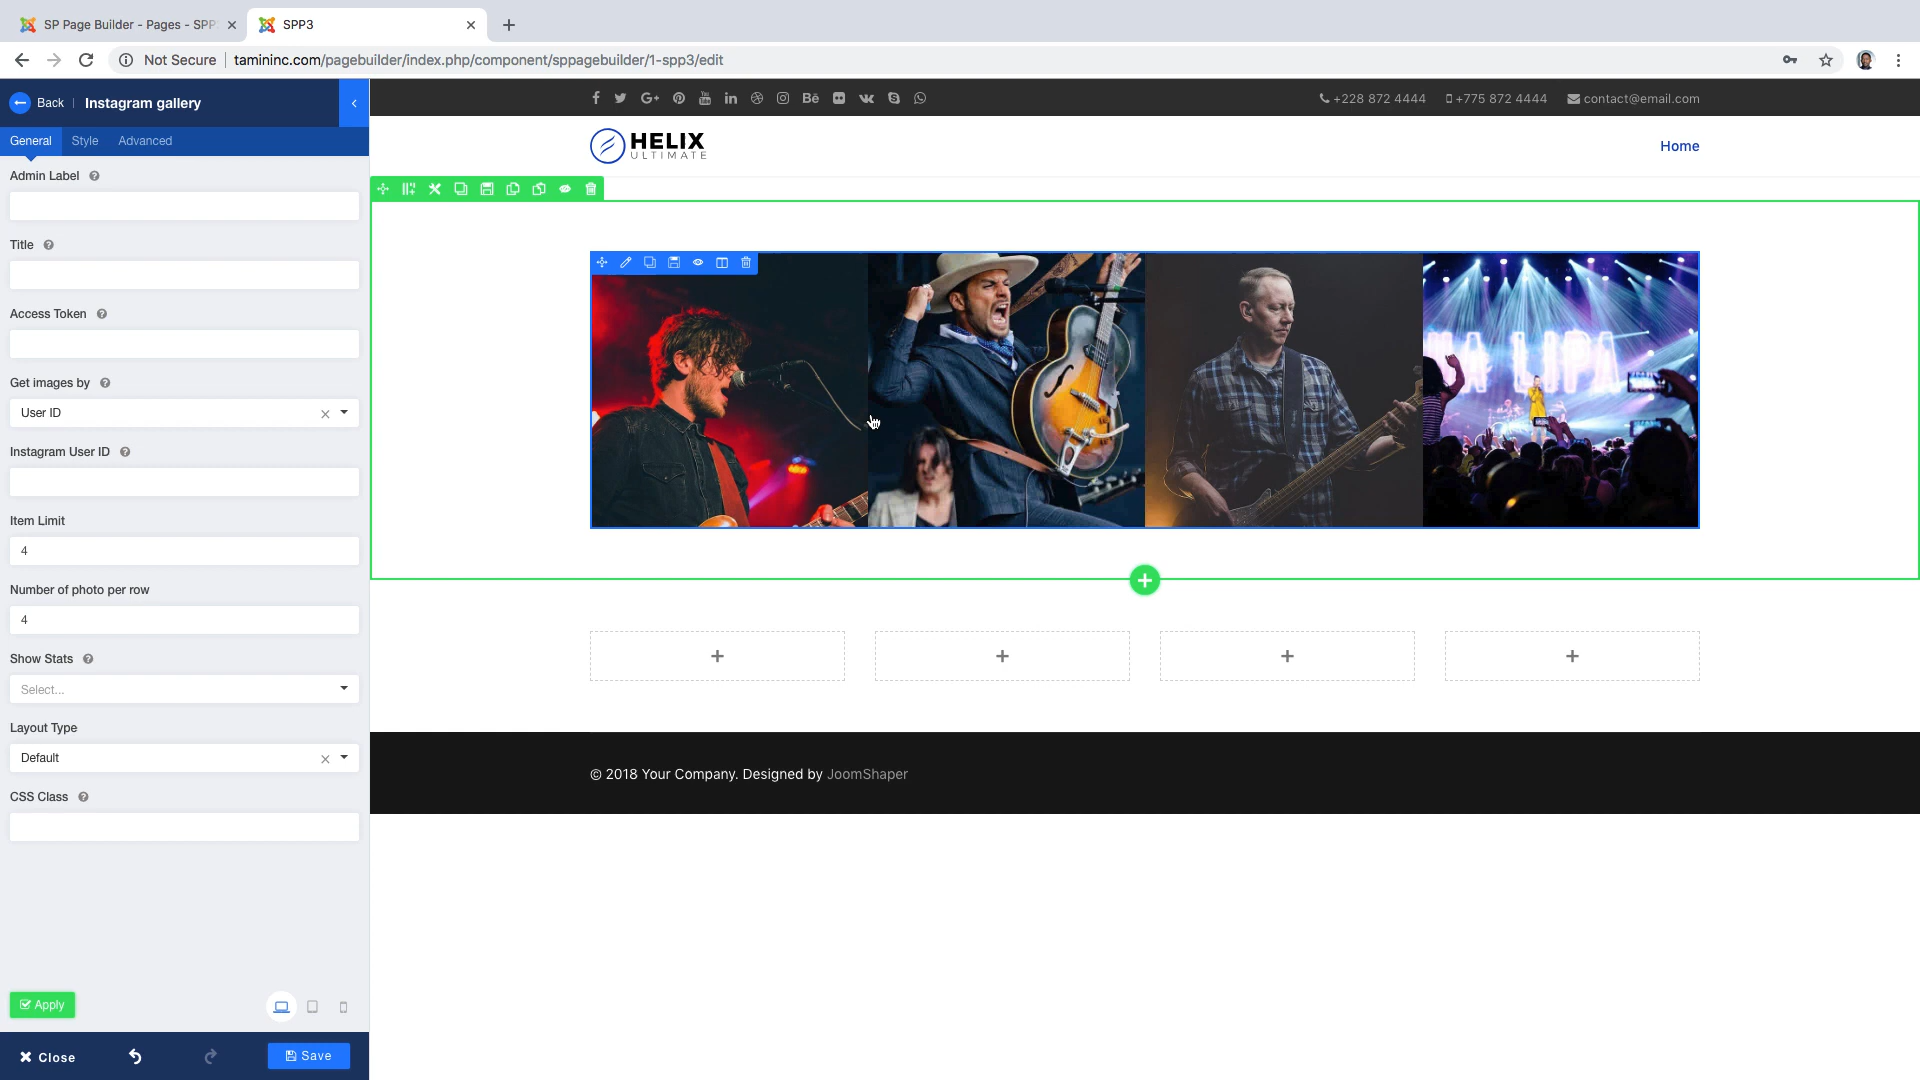 SP Page Builder - Pages - SPP
SPP3
Not Secure
tamininc.com/pagebuilder/index.php/component/sppagebuilder/1-spp3/edit
Back
Instagram gallery
General
Style
Advanced
Admin Label
Title
Access Token
Get images by
User ID
Instagram User ID
Item Limit
4
Number of photo per row
4
Show Stats
Select...
Layout Type
Default
CSS Class
Apply
Close
Save
+228 872 4444
+775 872 4444
contact@email.com
HELIX
ULTIMATE
Home
A LIPA
© 2018 Your Company. Designed by JoomShaper